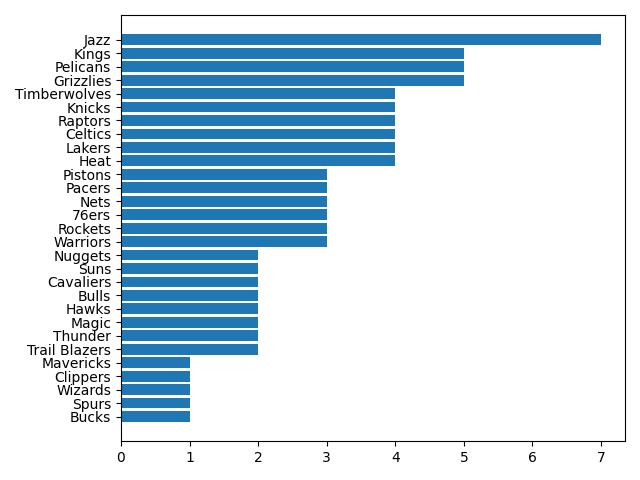 Jazz
Kings
Pelicans
Grizzlies
Timberwolves
Knicks
Raptors
Celtics
Lakers
Heat
Pistons
Pacers
Nets
76ers
Rockets
Warriors
Nuggets
Suns
Cavaliers
Bulls
Hawks
Magic
Thunder
Trail Blazers
Mavericks
Clippers
Wizards
Spurs
Bucks
0 1 2 3 4 5 6 7